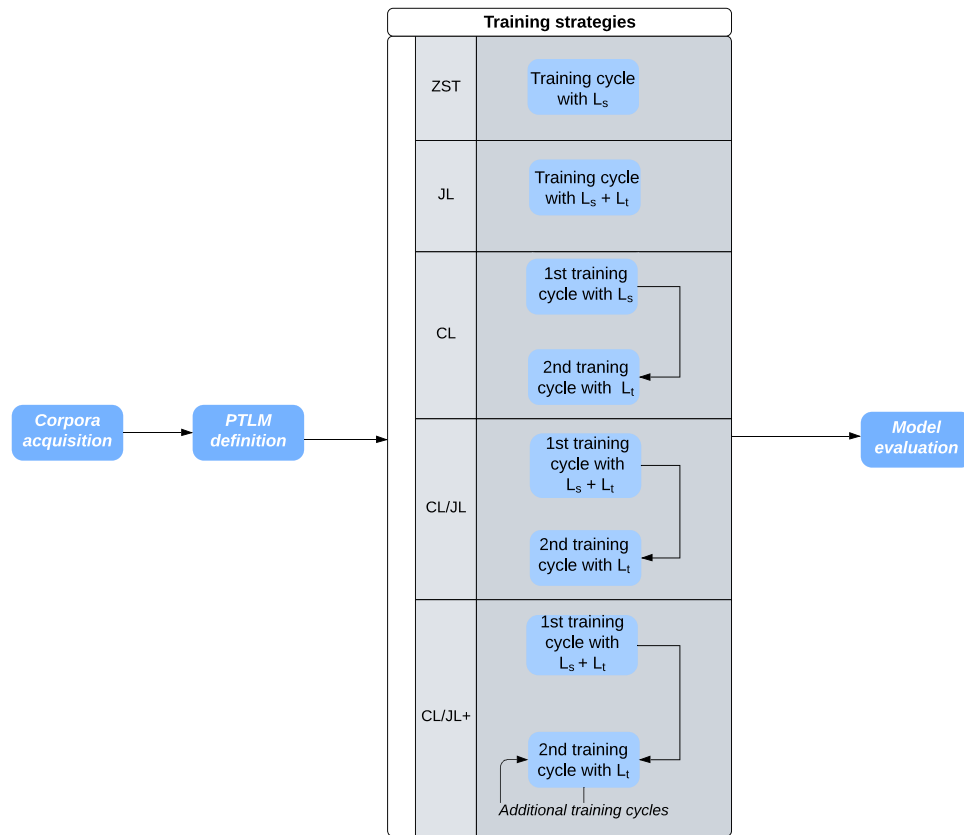 Training strategies
ZST
Training cycle
with Ls
JL
Training cycle
with Ls + Lt
CL
1st training
cycle with Ls
2nd traning
cycle with Lt
Corpora
acquisition
PTLM
definition
CL/JL
1st training
cycle with
Ls + Lt
2nd training
cycle with Lt
Model
evaluation
CL/JL+
1st training
cycle with
Ls + Lt
2nd training
cycle with Lt
Additional training cycles